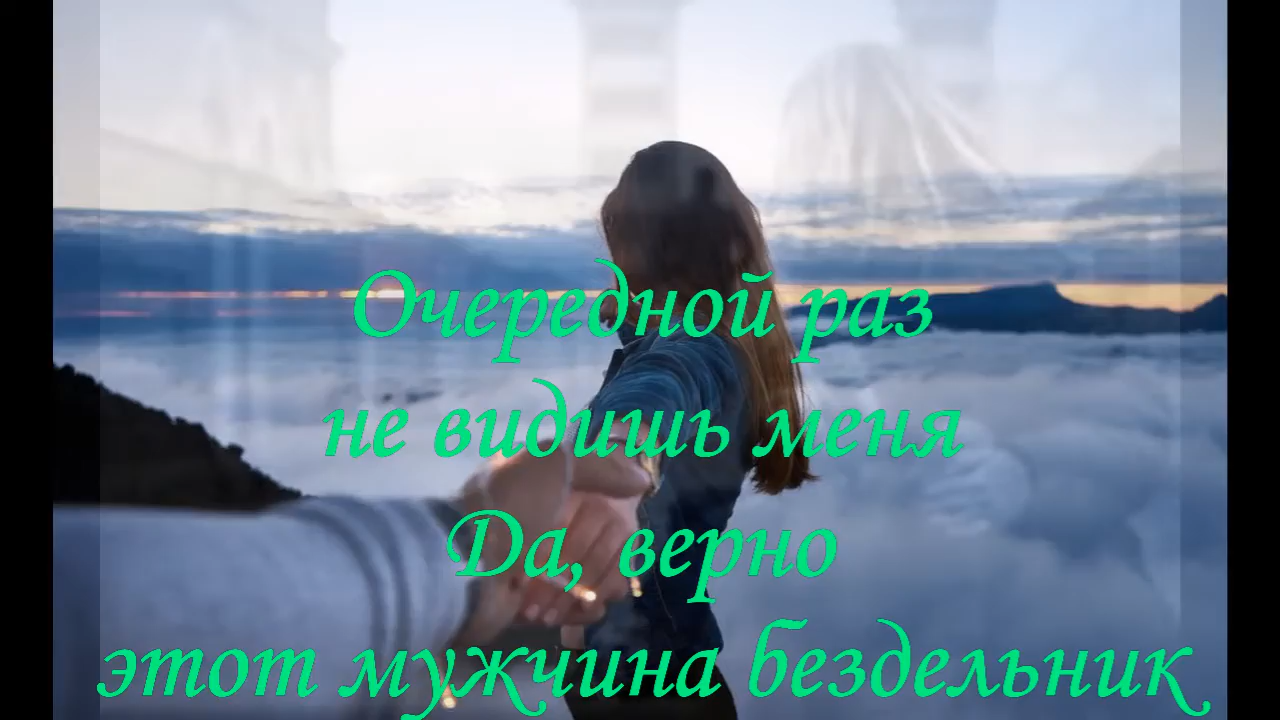 Очередной раз
не видишь меня
Да, верно
этот мужчина бездельник